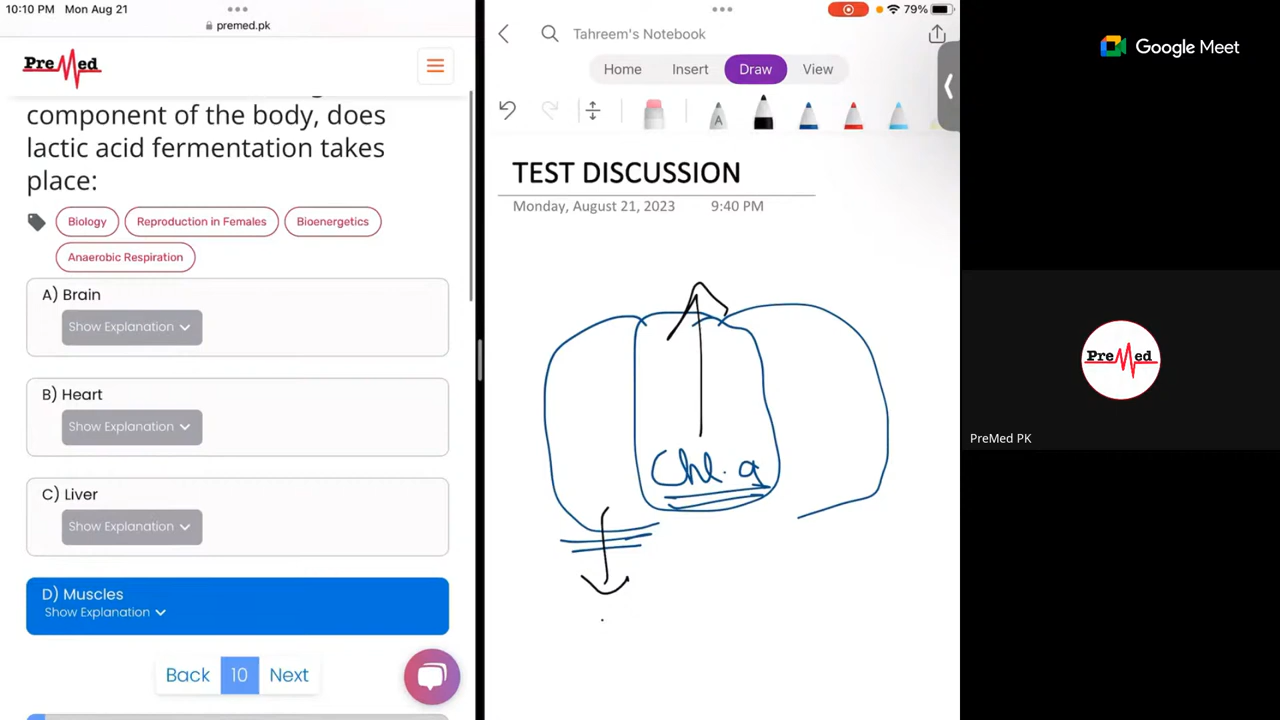 10:10 PM Mon Aug 21
premed.pk
PreMed
component of the body, does
lactic acid fermentation takes
place:
Biology
Reproduction in Females
Bioenergetics
Anaerobic Respiration
A) Brain
Show Explanation
B) Heart
Show Explanation
C) Liver
Show Explanation
D) Muscles
Show Explanation
Back
10
Next
79%
Tahreem's Notebook
Home
Insert
Draw
View
A
TEST DISCUSSION
Monday, August 21, 2023
9:40 PM
Chl. a
Google Meet
PreMed
PreMed PK